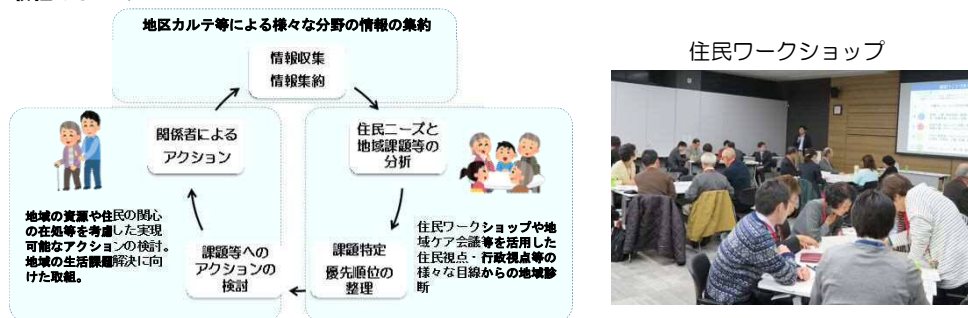 地区カルテ等による様々な分野の情報の集約
情報収集
情報集約
住民ニーズと
地域課題等の
分析
住民ワークショップや地
域ケア会議等を活用した
住民視点・行政視点等の
様々な目線からの地域診
断
課題特定
優先順位の
整理
課題等への
アクションの
検討
関係者による
アクション
地域の資源や住民の関心
の在処等を考慮した実現
可能なアクションの検討。
地域の生活課題解決に向
けた取組。
住民ワークショップ